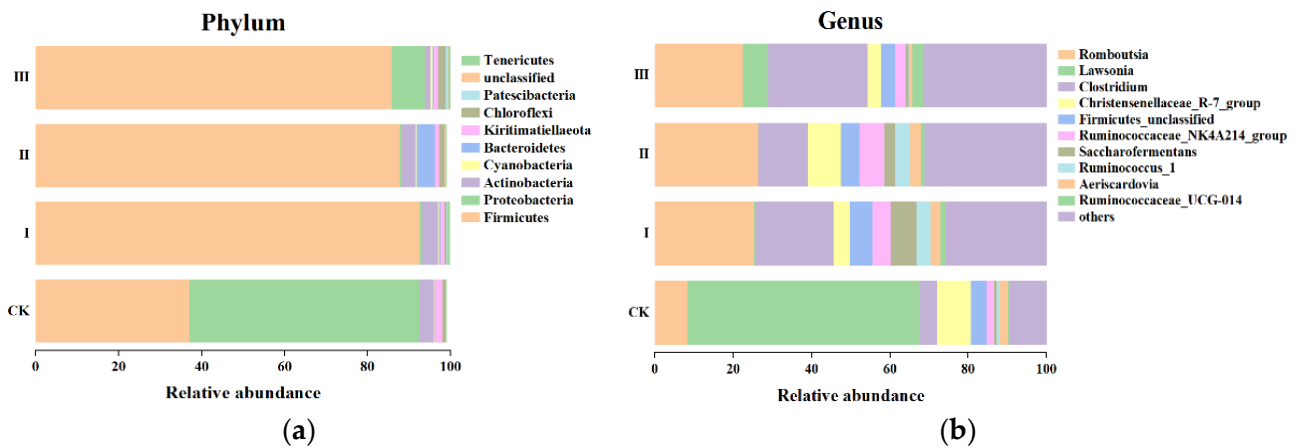 Phylum
III
II
I
CK
0 20 40 60 80 100
Relative abundance
Tenericutes
unclassified
Patescibacteria
Chloroflexi
Kiritimatiellaeota
Bacteroidetes
Cyanobacteria
Actinobacteria
Proteobacteria
Firmicutes
(a)
Genus
III
II
I
CK
0 20 40 60 80 100
Relative abundance
Romboutsia
Lawsonia
Clostridium
Christensenellaceae_R-7_group
Firmicutes_unclassified
Ruminococcaceae_NK4A214_group
Saccharofermentans
Ruminococcus_1
Aeriscardovia
Ruminococcaceae_UCG-014
others
(b)